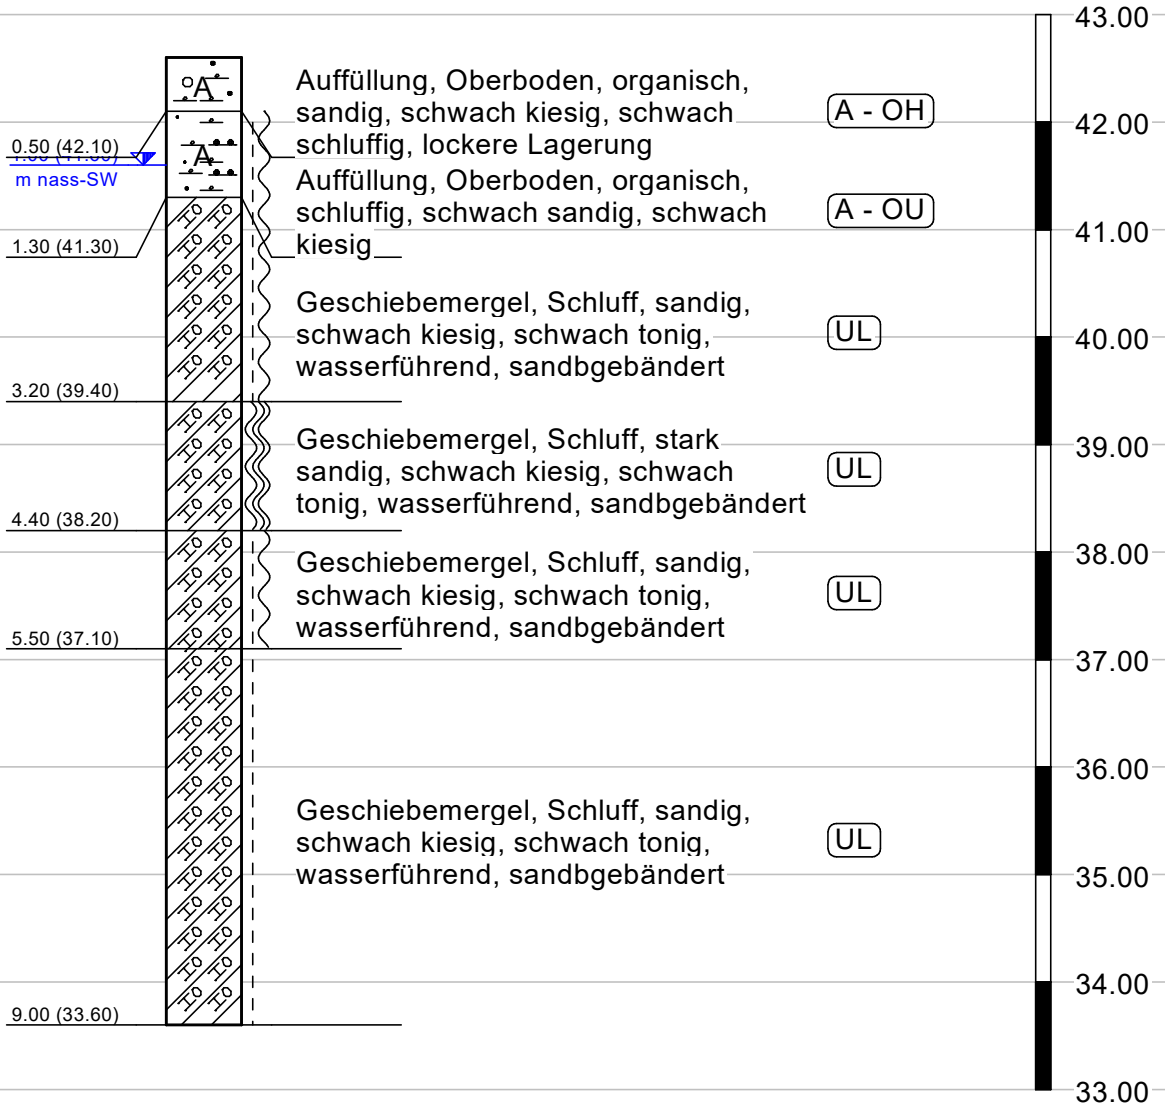 43.00
Auffüllung, Oberboden, organisch,
sandig, schwach kiesig, schwach
schluffig, lockere Lagerung
A - OH
A
42.00
0.50 (42.10)
m nass-SW
A
Auffüllung, Oberboden, organisch,
schluffig, schwach sandig, schwach
kiesig
A - OU
41.00
1.30 (41.30)
Geschiebemergel, Schluff, sandig,
schwach kiesig, schwach tonig,
wasserführend, sandbgebändert
UL
40.00
3.20 (39.40)
Geschiebemergel, Schluff, stark
sandig, schwach kiesig, schwach
tonig, wasserführend, sandbgebändert
UL
39.00
4.40 (38.20)
38.00
Geschiebemergel, Schluff, sandig,
schwach kiesig, schwach tonig,
wasserführend, sandbgebändert
UL
5.50 (37.10)
37.00
36.00
Geschiebemergel, Schluff, sandig,
schwach kiesig, schwach tonig,
wasserführend, sandbgebändert
UL
35.00
34.00
9.00 (33.60)
33.00